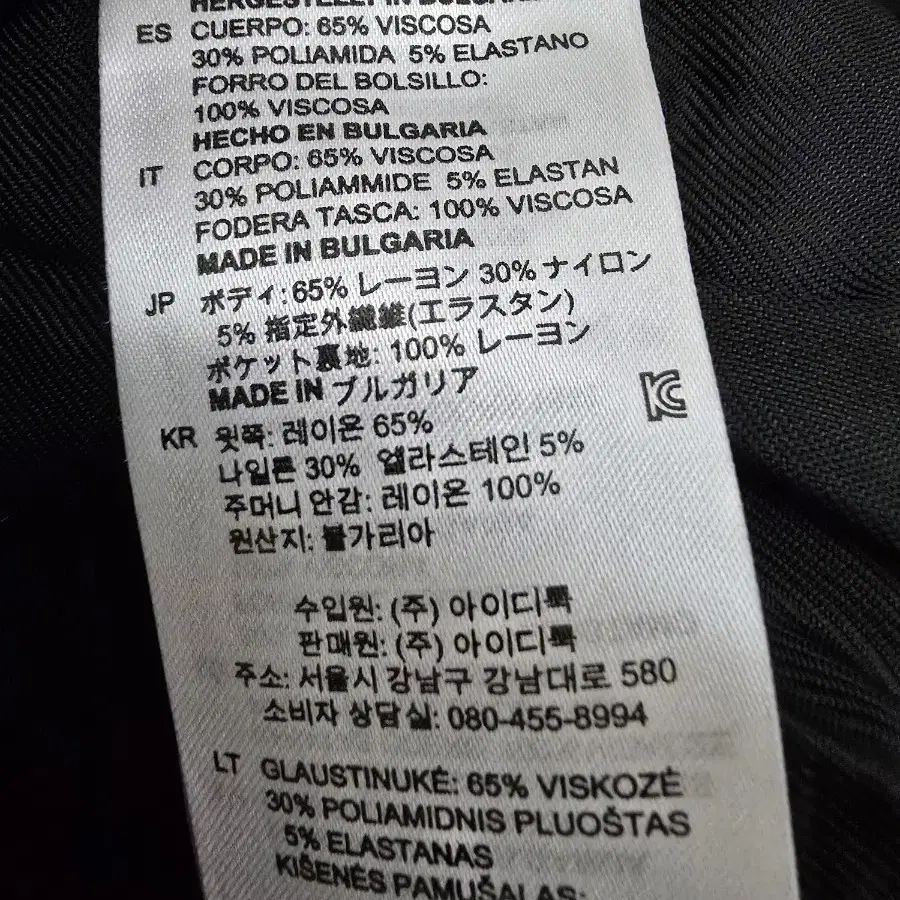 HERGESTELLT IN BULGARIEN
ES CUERPO: 65% VISCOSA
30% POLIAMIDA 5% ELASTANO
FORRO DEL BOLSILLO:
100% VISCOSA
HECHO EN BULGARIA
IT CORPO: 65% VISCOSA
30% POLIAMMIDE 5% ELASTAN
FODERA TASCA: 100% VISCOSA
MADE IN BULGARIA
JP ボディ:65% レーヨン 30% ナイロン
5% 指定外繊維(エラスタン)
ポケット裏地: 100% レーヨン
MADE IN ブルガリア
KC
KR 윗쪽: 레이온 65%
나일론 30% 엘라스테인 5%
주머니 안감: 레이온 100%
원산지: 불가리아
수입원: (주) 아이디룩
판매원: (주) 아이디룩
주소: 서울시 강남구 강남대로 580
소비자 상담실: 080-455-8994
LT GLAUSTINUKĖ: 65% VISKOZĖ
30% POLIAMIDNIS PLUOŠTAS
5% ELASTANAS
KIŠENĖS PAMUŠALAS: